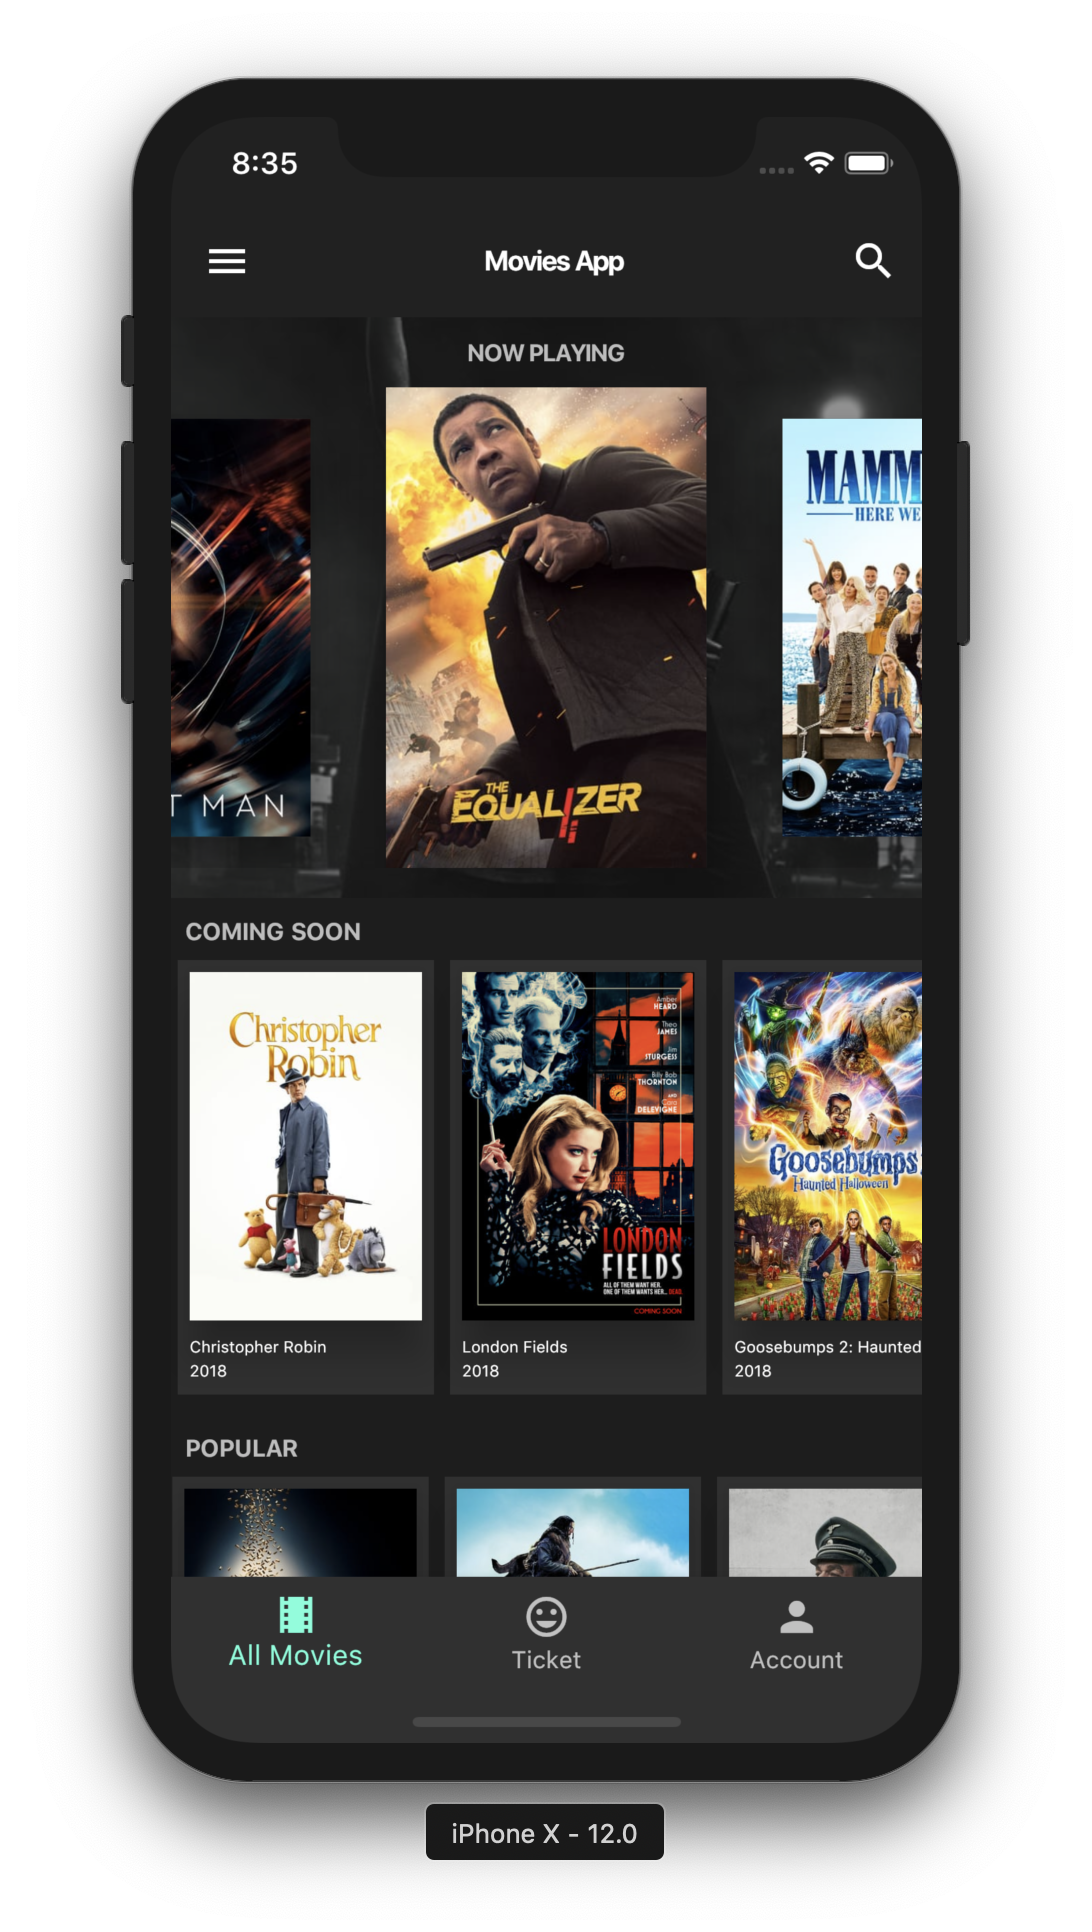 8:35
Movies App
NOW PLAYING
T MAN
THE
EQUALIZER
II
MAMM
HERE WE
COMING SOON
Christopher
Robin
Amber
HEARD
Theo
JAMES
Jim
STURGESS
Billy Bob
THORNTON
AND
Cara
DELEVIGNE
LONDON
FIELDS
ALL OF THEM WANT HER.
ONE OF THEM WANTS HER... DEAD.
COMING SOON
Goosebumps
Haunted Halloween
Christopher Robin
2018
London Fields
2018
Goosebumps 2: Haunted
2018
POPULAR
All Movies
Ticket
Account
iPhone X - 12.0